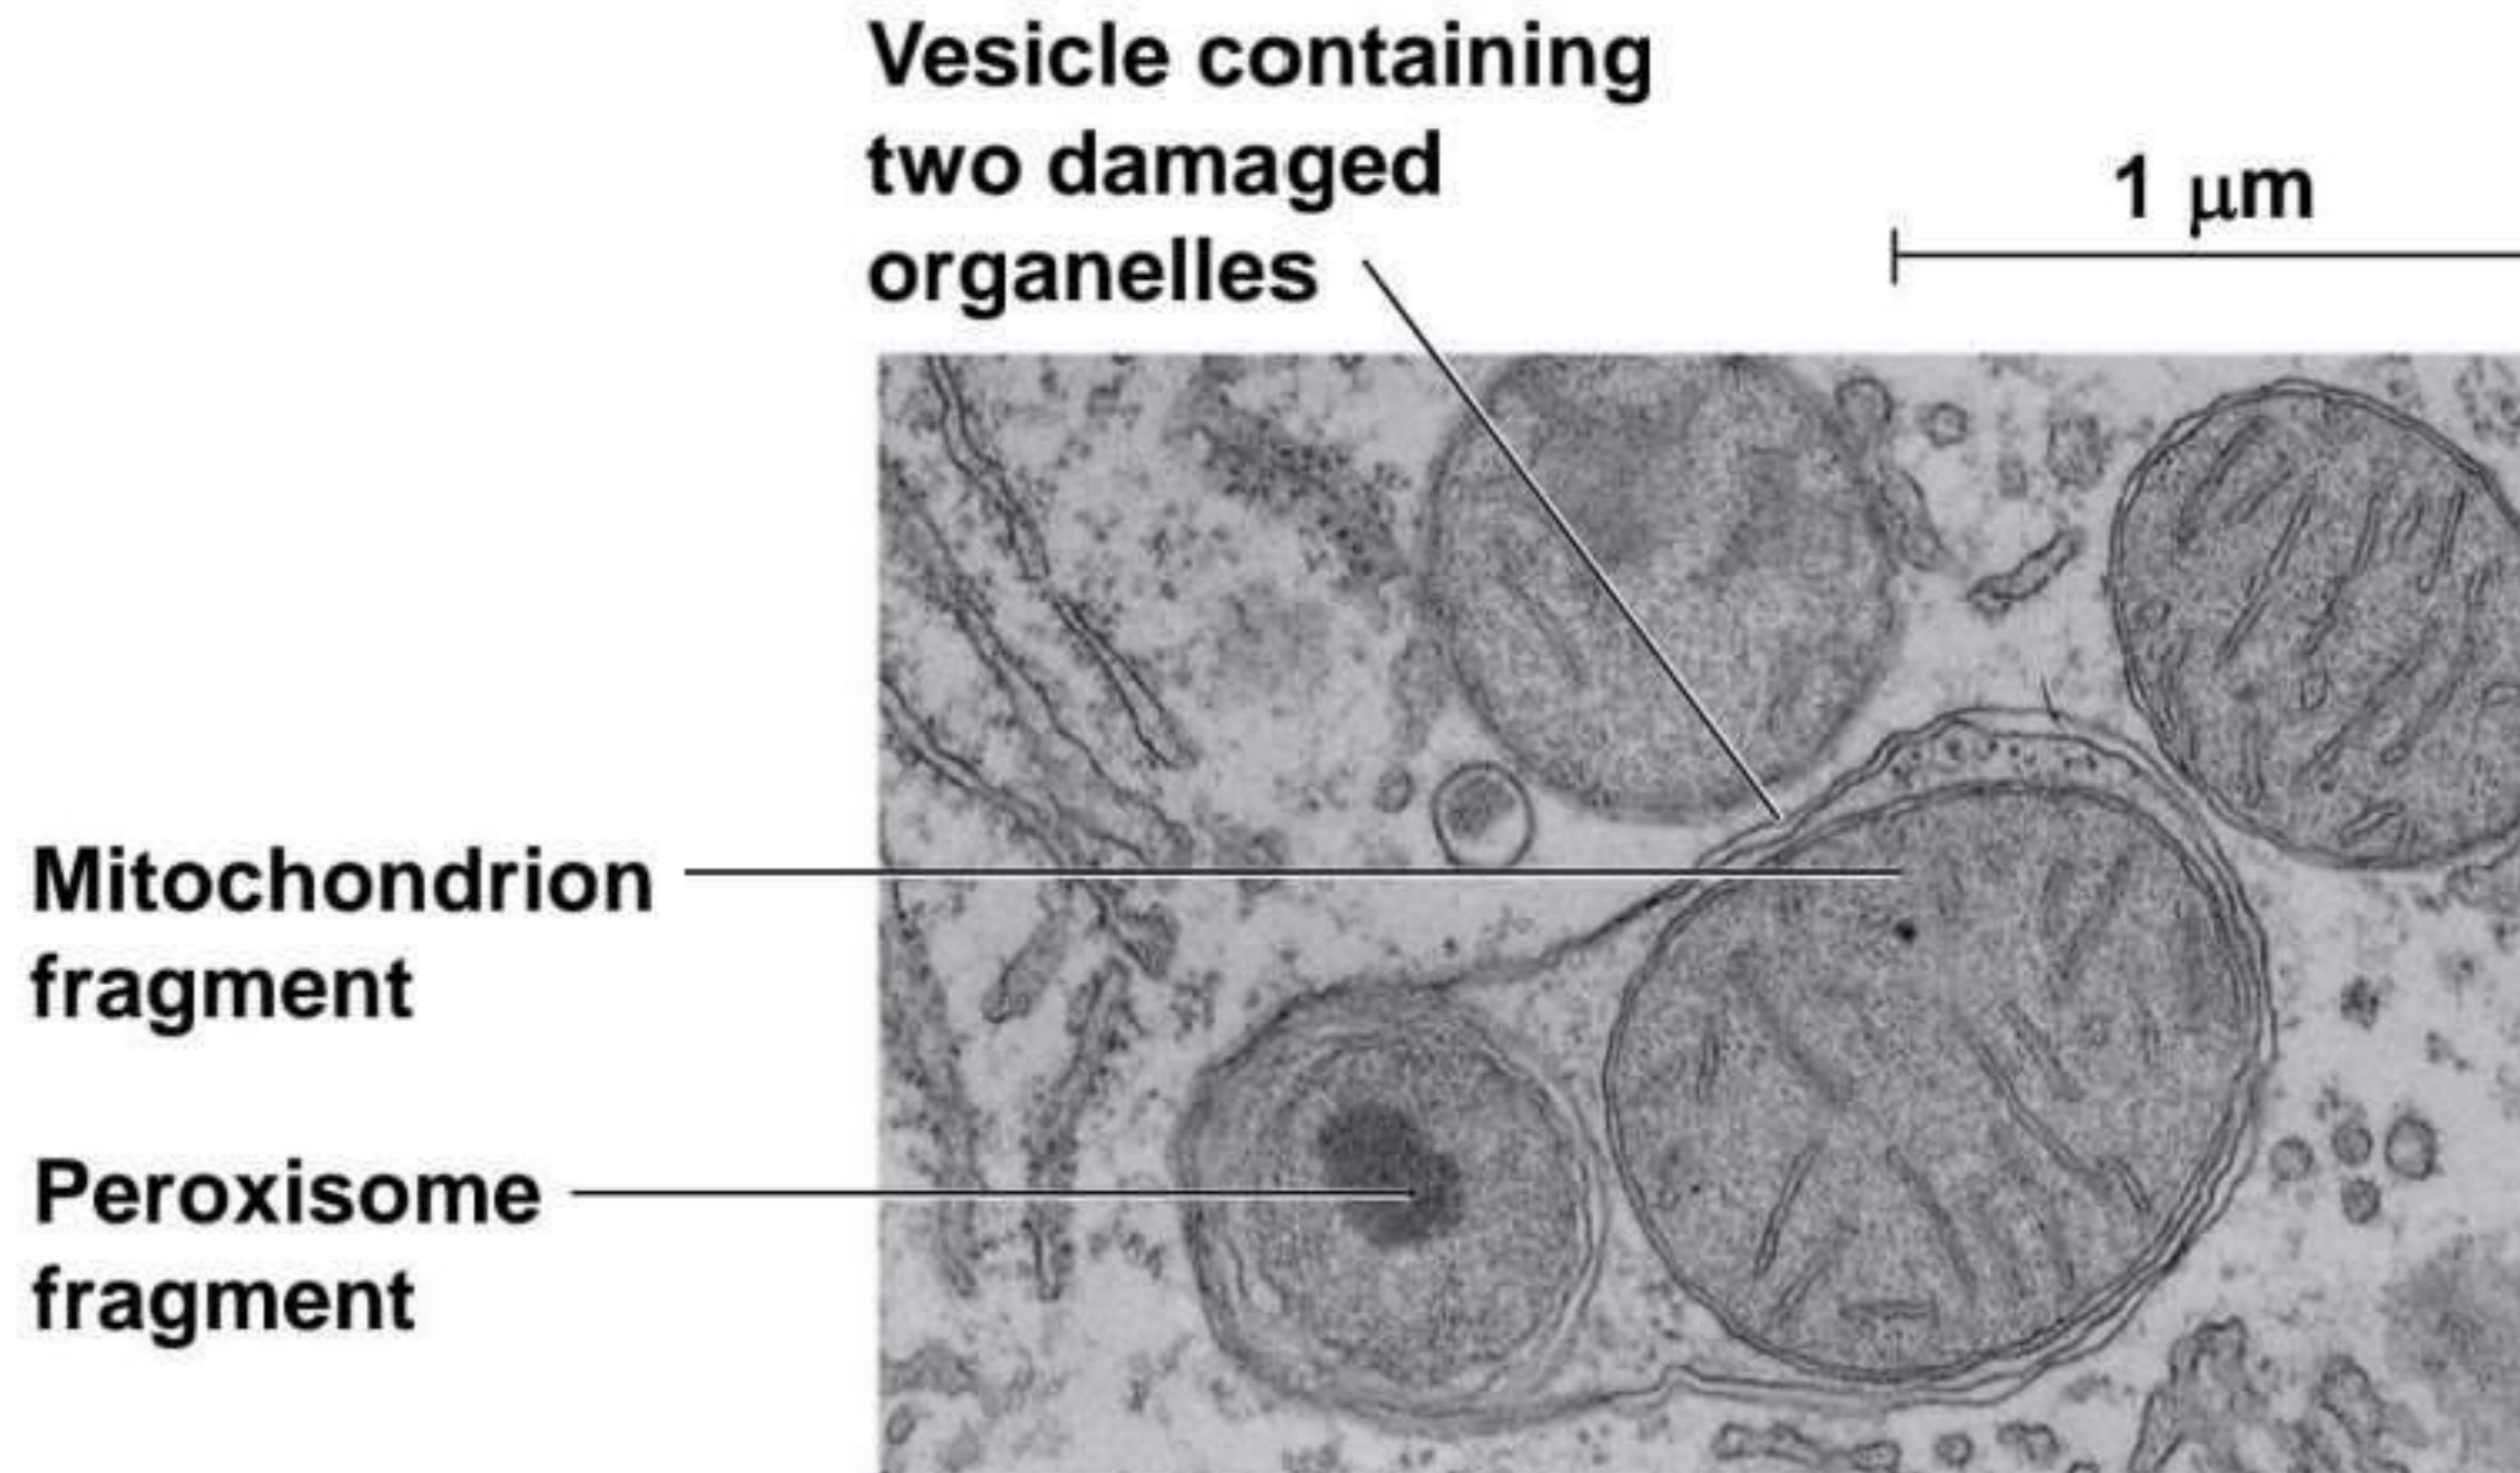 Vesicle containing
two damaged
organelles
1 μm
Mitochondrion
fragment
Peroxisome
fragment